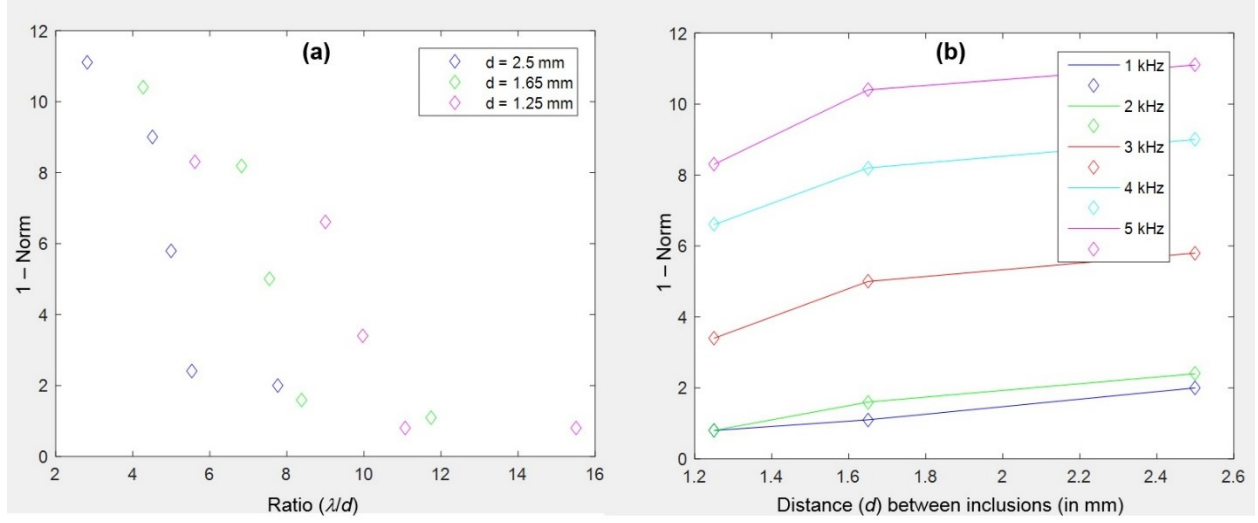 (a)
12
10
8
6
4
2
0
1 – Norm
d = 2.5 mm
d = 1.65 mm
d = 1.25 mm
2 4 6 8 10 12 14 16
Ratio (λ/d)
(b)
12
10
8
6
4
2
0
1 – Norm
1 kHz
2 kHz
3 kHz
4 kHz
5 kHz
1.2 1.4 1.6 1.8 2 2.2 2.4 2.6
Distance (d) between inclusions (in mm)